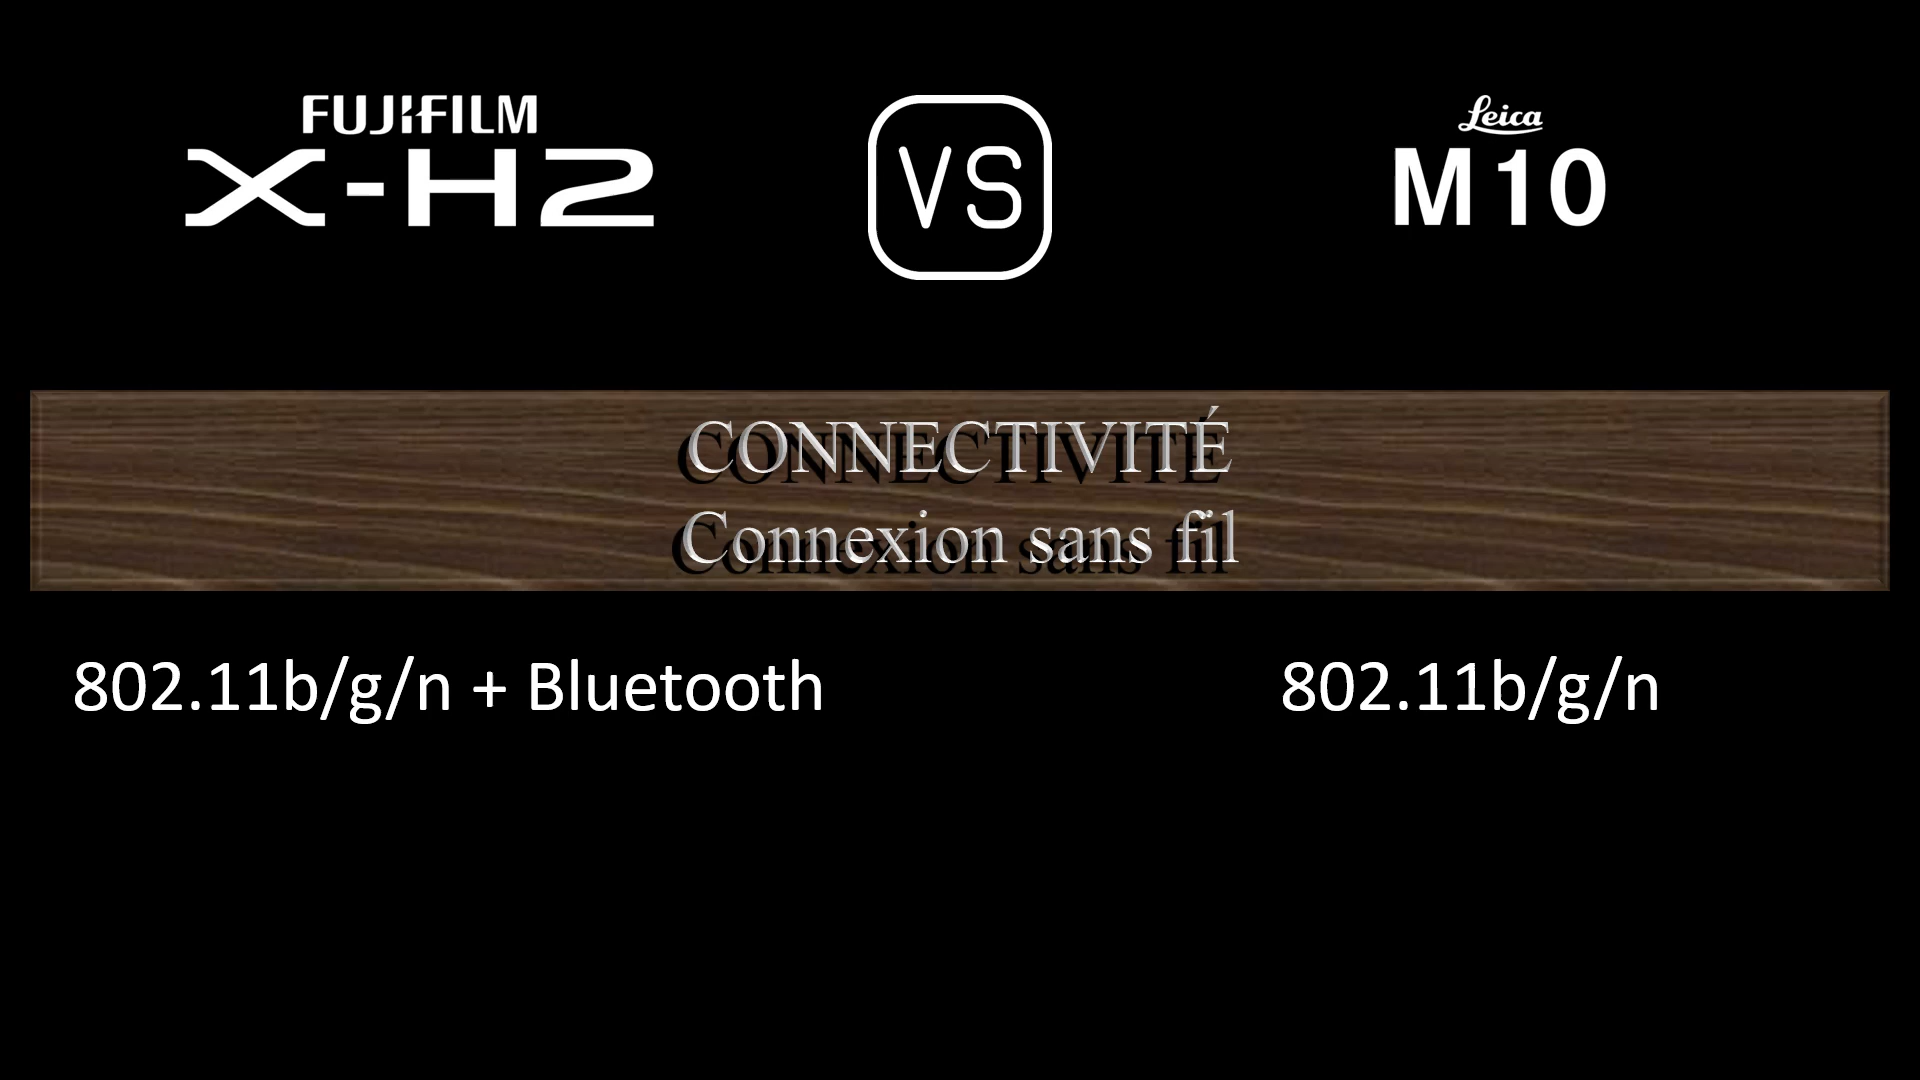 FUJIFILM
X-H2
VS
Leica
M10
CONNECTIVITÉ
Connexion sans fil
802.11b/g/n + Bluetooth
802.11b/g/n